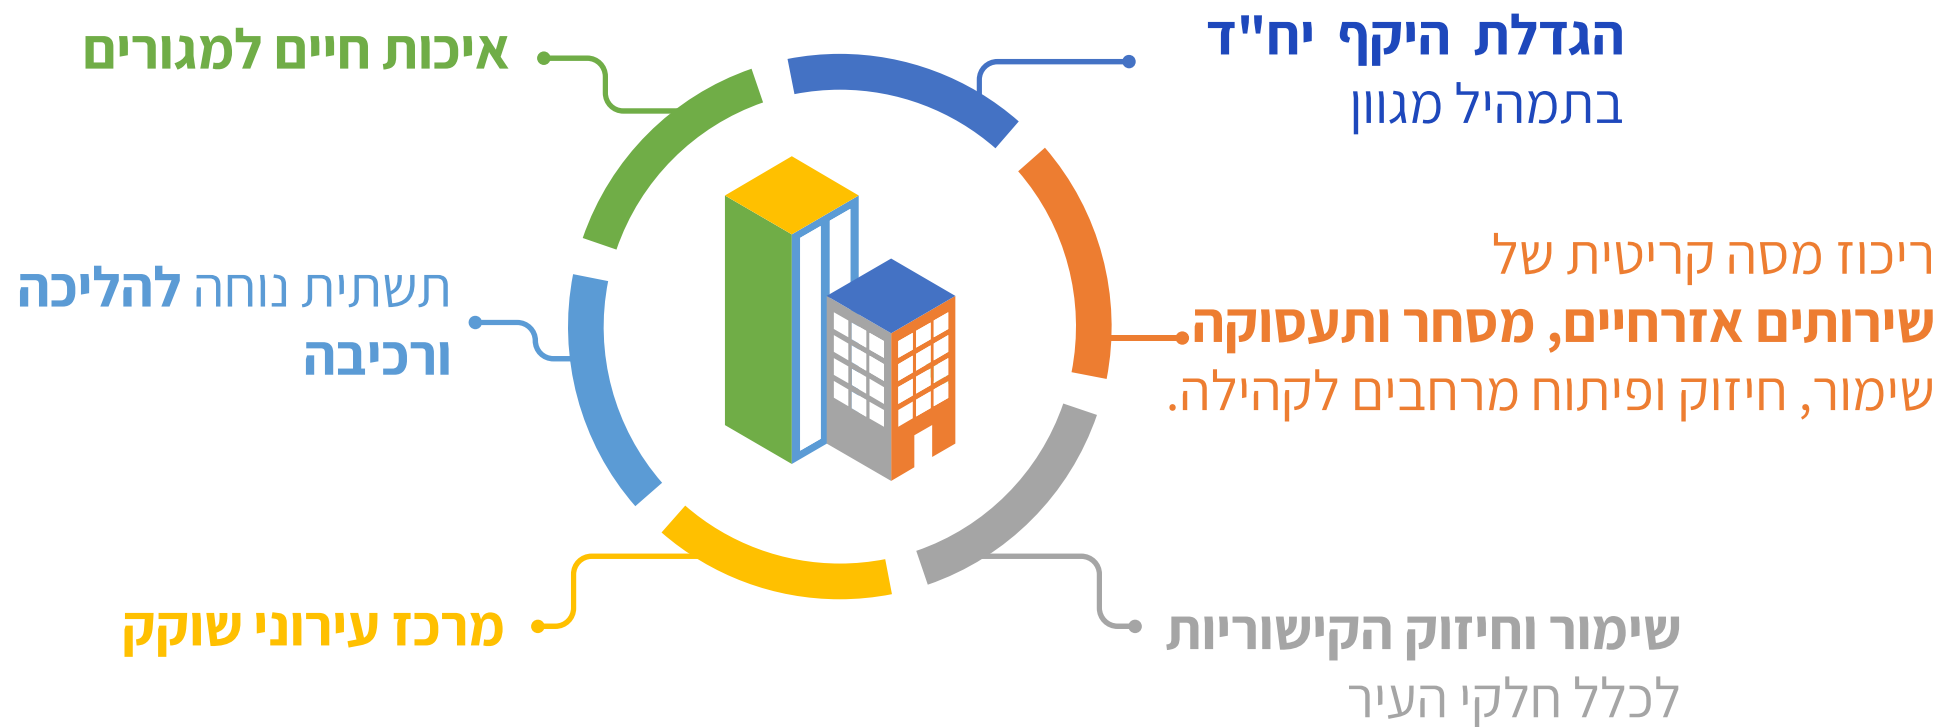 הגדלת היקף יח"ד
בתמהיל מגוון
ריכוז מסה קריטית של
שירותים אזרחיים, מסחר ותעסוקה
שימור, חיזוק ופיתוח מרחבים לקהילה.
שימור וחיזוק הקישוריות
לכלל חלקי העיר
מרכז עירוני שוקק
תשתית נוחה להליכה
ורכיבה
איכות חיים למגורים